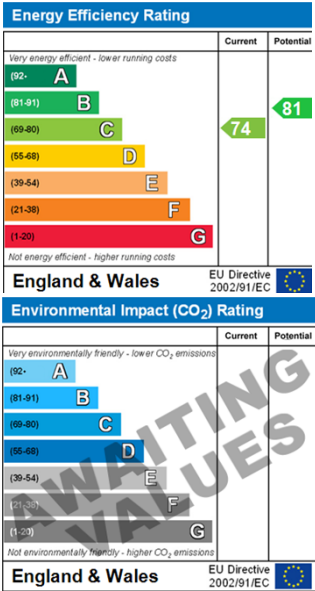 Energy Efficiency Rating
Current Potential
Very energy efficient - lower running costs
(92- A
(81-91) B 81
(69-80) C 74
(55-68) D
(39-54) E
(21-38) F
(1-20) G
Not energy efficient - higher running costs
England & Wales EU Directive 2002/91/EC
Environmental Impact (CO2) Rating
Current Potential
Very environmentally friendly - lower CO2 emissions
(92- A
(81-91) B
(69-80) C
(55-68) D
(39-54) E
(21-38) F
(1-20) G
AWAITING
VALUES
Not environmentally friendly - higher CO2 emissions
England & Wales EU Directive 2002/91/EC